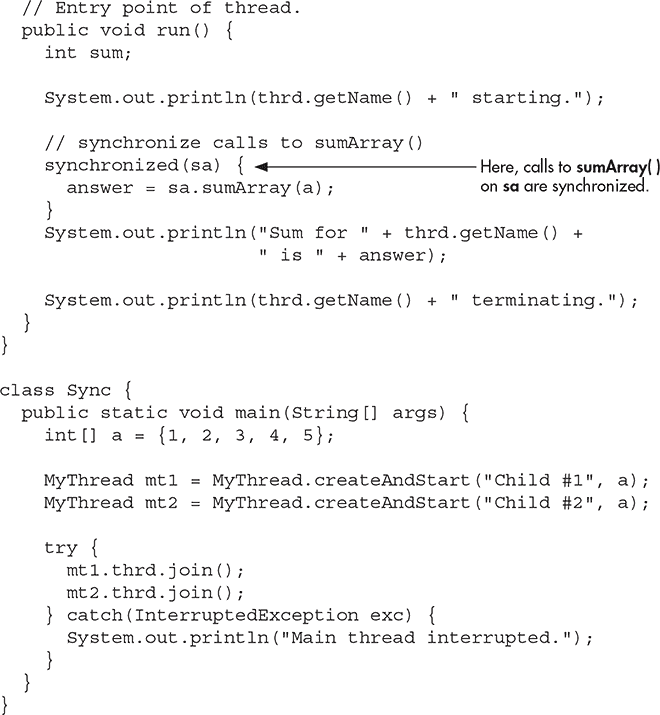 // Entry point of thread.
  public void run() {
    int sum;

    System.out.println(thrd.getName() + " starting.");

    // synchronize calls to sumArray()
    synchronized(sa) {
Here, calls to sumArray( )
      answer = sa.sumArray(a);
on sa are synchronized.
    }
    System.out.println("Sum for " + thrd.getName() +
                       " is " + answer);

    System.out.println(thrd.getName() + " terminating.");
  }
}

class Sync {
  public static void main(String[] args) {
    int[] a = {1, 2, 3, 4, 5};

    MyThread mt1 = MyThread.createAndStart("Child #1", a);
    MyThread mt2 = MyThread.createAndStart("Child #2", a);

    try {
      mt1.thrd.join();
      mt2.thrd.join();
    } catch(InterruptedException exc) {
      System.out.println("Main thread interrupted.");
    }
  }
}